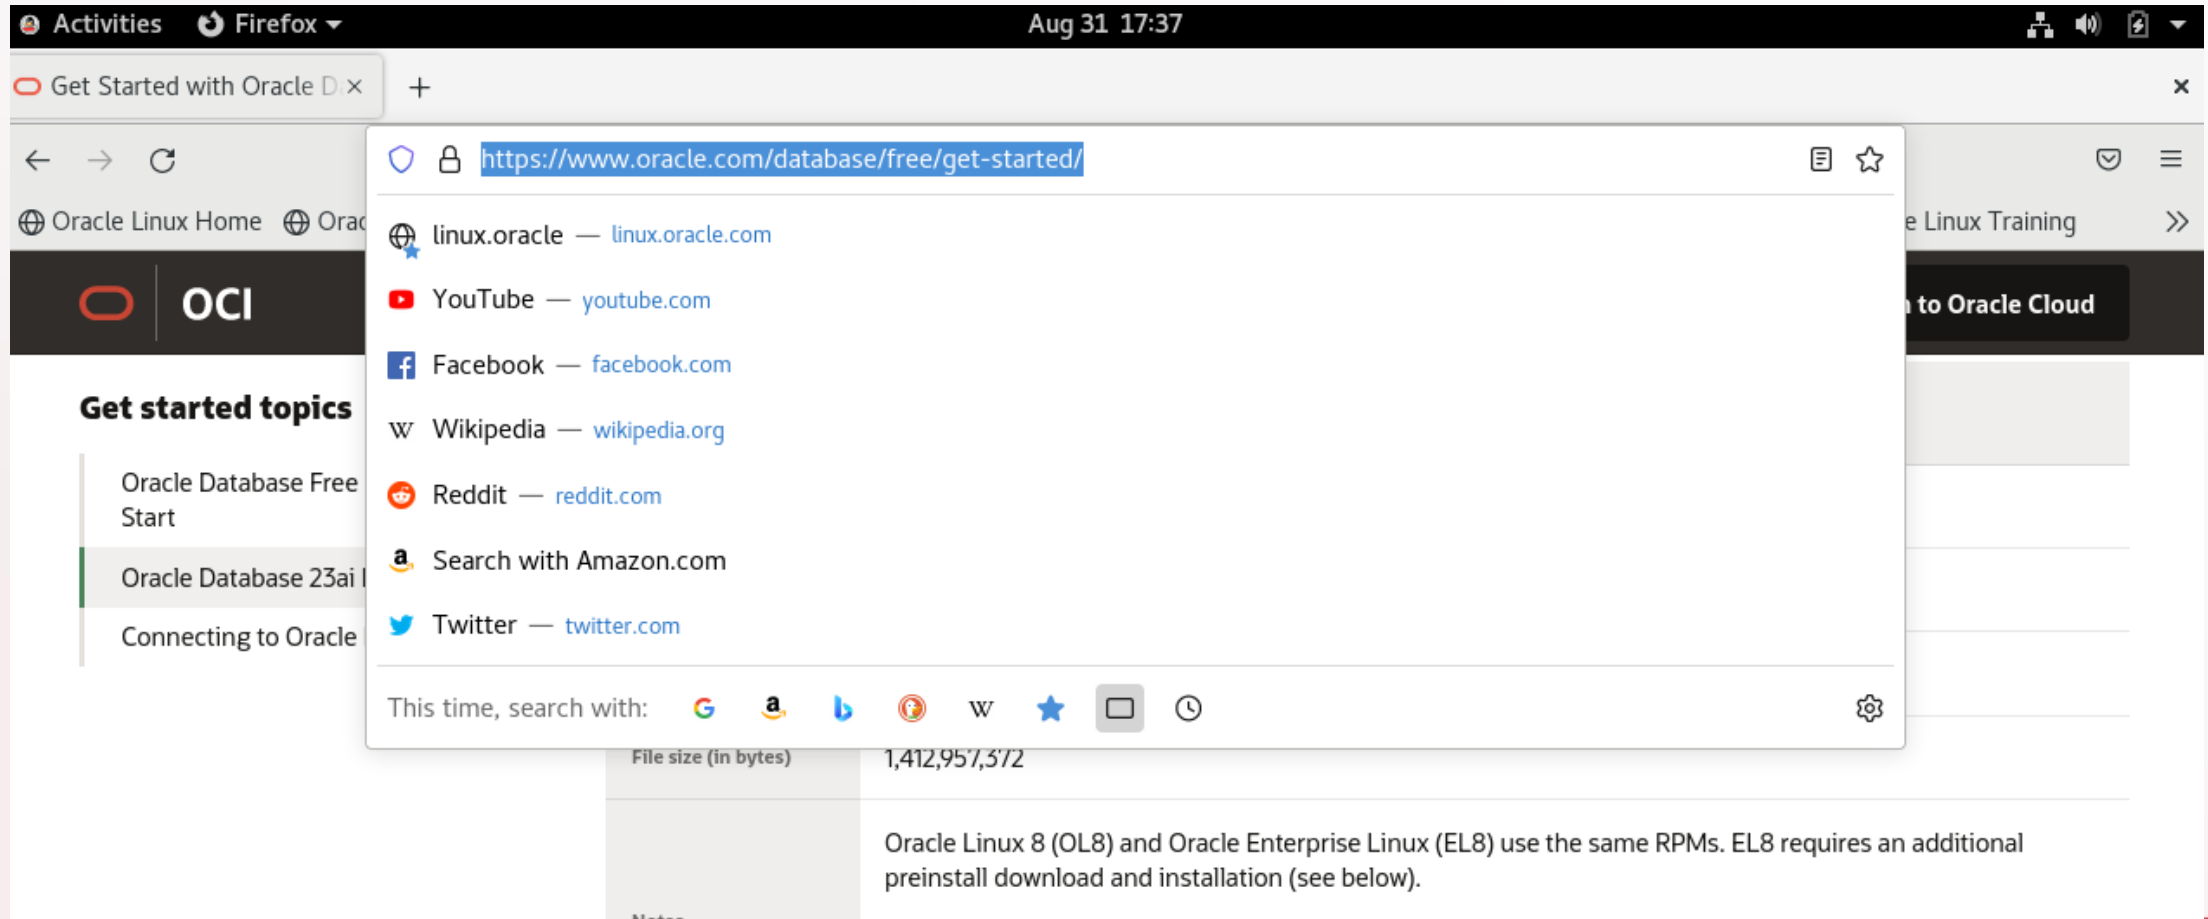 Activities Firefox Aug 31 17:37
Get Started with Oracle D
https://www.oracle.com/database/free/get-started/
Oracle Linux Home Linux Training
linux.oracle — linux.oracle.com
OCI to Oracle Cloud
YouTube — youtube.com
Facebook — facebook.com
Get started topics
Wikipedia — wikipedia.org
Oracle Database Free
Start
Reddit — reddit.com
Search with Amazon.com
Oracle Database 23ai
Twitter — twitter.com
Connecting to Oracle
This time, search with:
File size (in bytes) 1,412,957,372
Oracle Linux 8 (OL8) and Oracle Enterprise Linux (EL8) use the same RPMs. EL8 requires an additional
preinstall download and installation (see below).